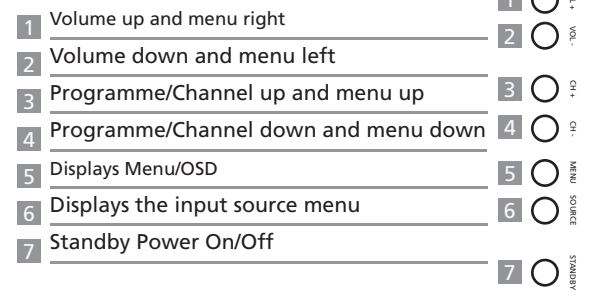 1 Volume up and menu right
2 Volume down and menu left
3 Programme/Channel up and menu up
4 Programme/Channel down and menu down
5 Displays Menu/OSD
6 Displays the input source menu
7 Standby Power On/Off
1
2 VOL -
3 CH +
4 CH -
5 MENU
6 SOURCE
7 STANDBY